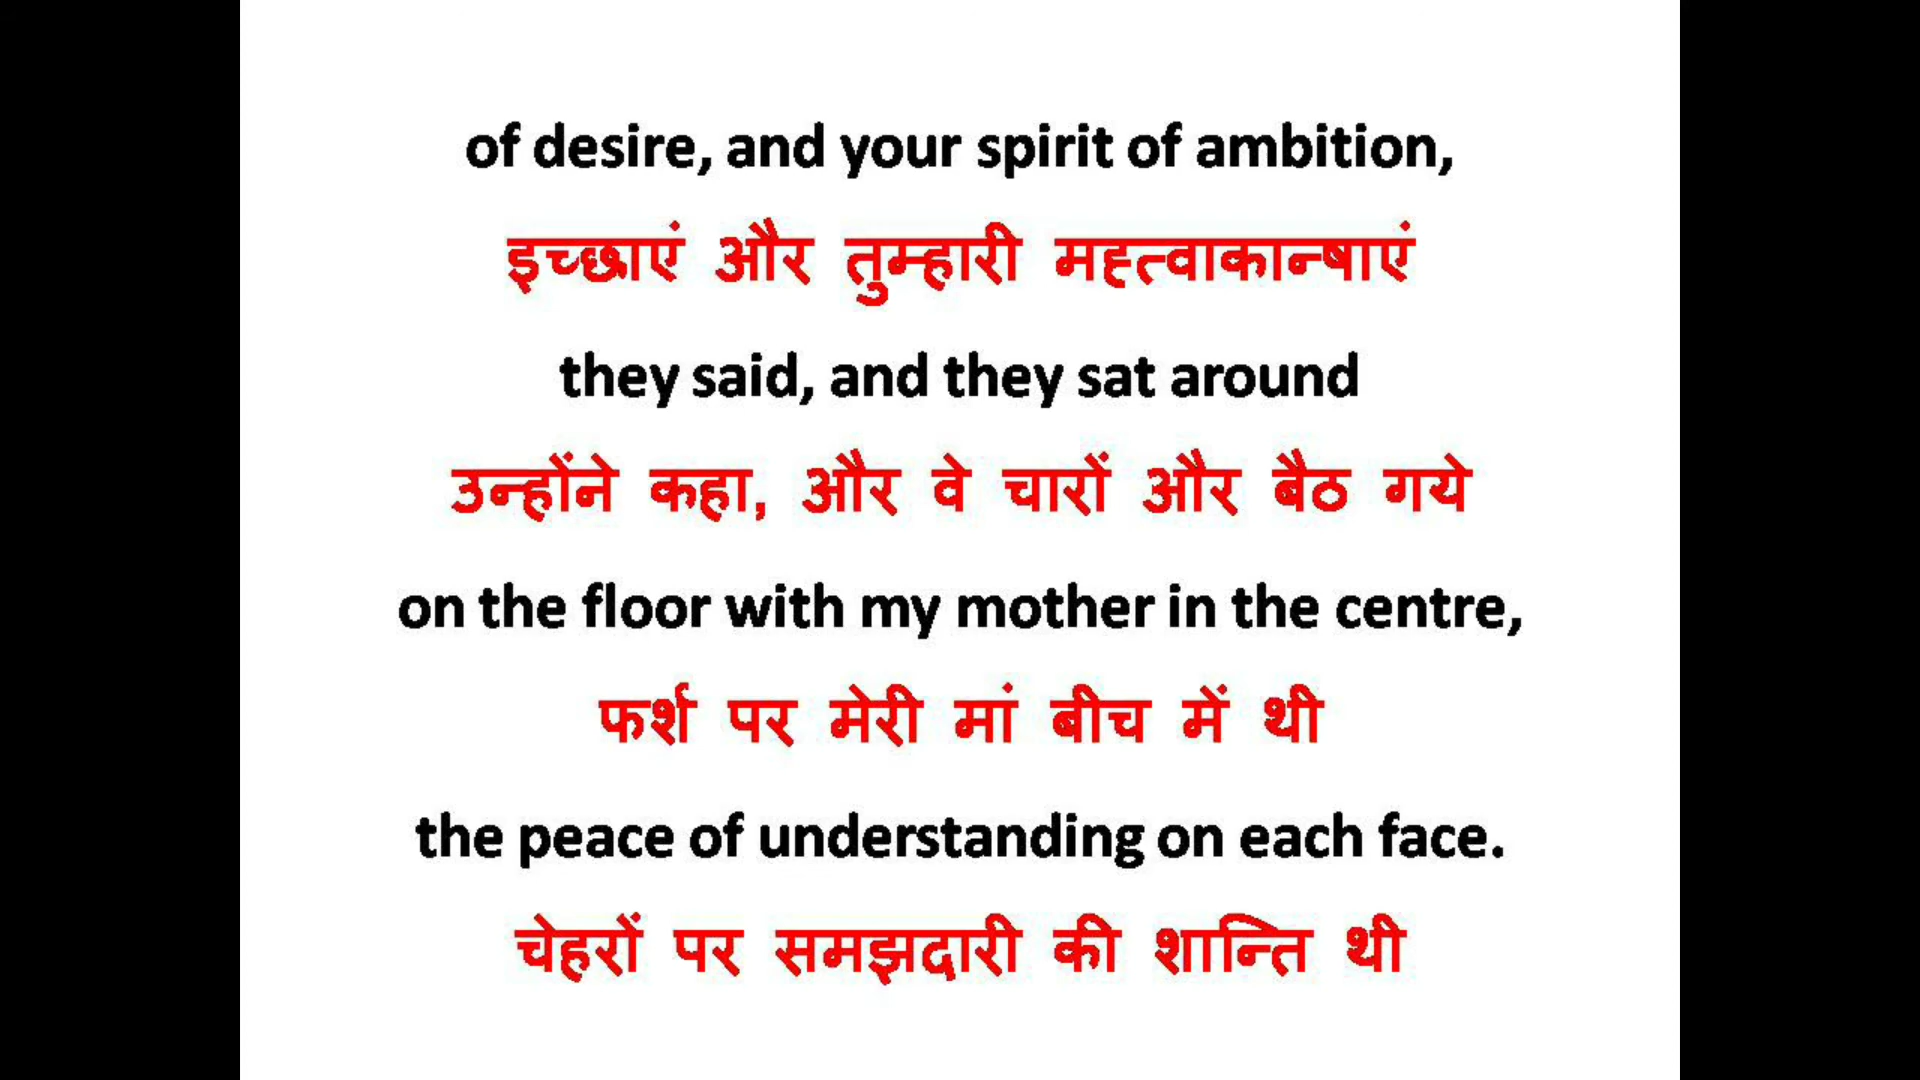 of desire, and your spirit of ambition,
इच्छाएं और तुम्हारी मह्त्वाकान्षाएं
they said, and they sat around
उन्होंने कहा, और वे चारों और बैठ गये
on the floor with my mother in the centre,
फर्श पर मेरी मां बीच में थी
the peace of understanding on each face.
चेहरों पर समझदारी की शान्ति थी